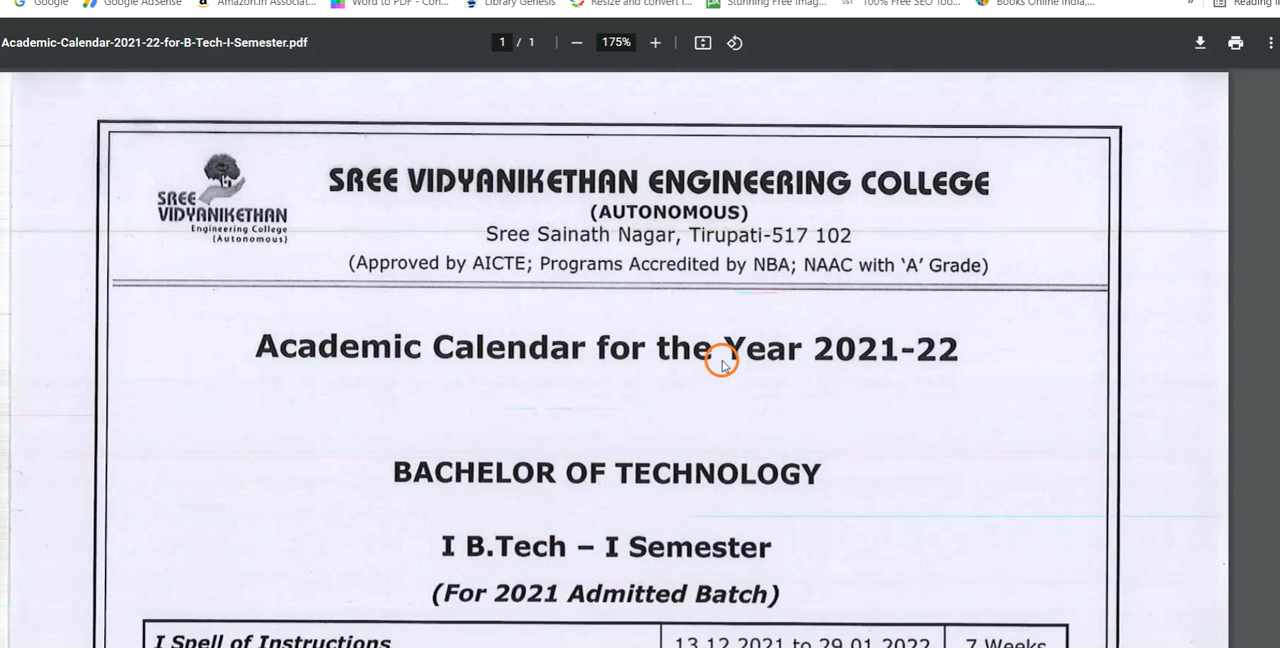 Google Google AdSense Amazon.in Associat... Word to PDF - Con... Library Genesis Resize and convert i... Stunning Free Imag... 100% Free SEO Too... Books Online India,... » Reading li
Academic-Calendar-2021-22-for-B-Tech-I-Semester.pdf 1 / 1 — 175% +
SREE VIDYANIKETHAN ENGINEERING COLLEGE
SREE
VIDYANIKETHAN
Engineering College
(Autonomous)
(AUTONOMOUS)
Sree Sainath Nagar, Tirupati-517 102
(Approved by AICTE; Programs Accredited by NBA; NAAC with ‘A’ Grade)
Academic Calendar for the Year 2021-22
BACHELOR OF TECHNOLOGY
I B.Tech – I Semester
(For 2021 Admitted Batch)
I Spell of Instructions 13.12.2021 to 29.01.2022 7 Weeks